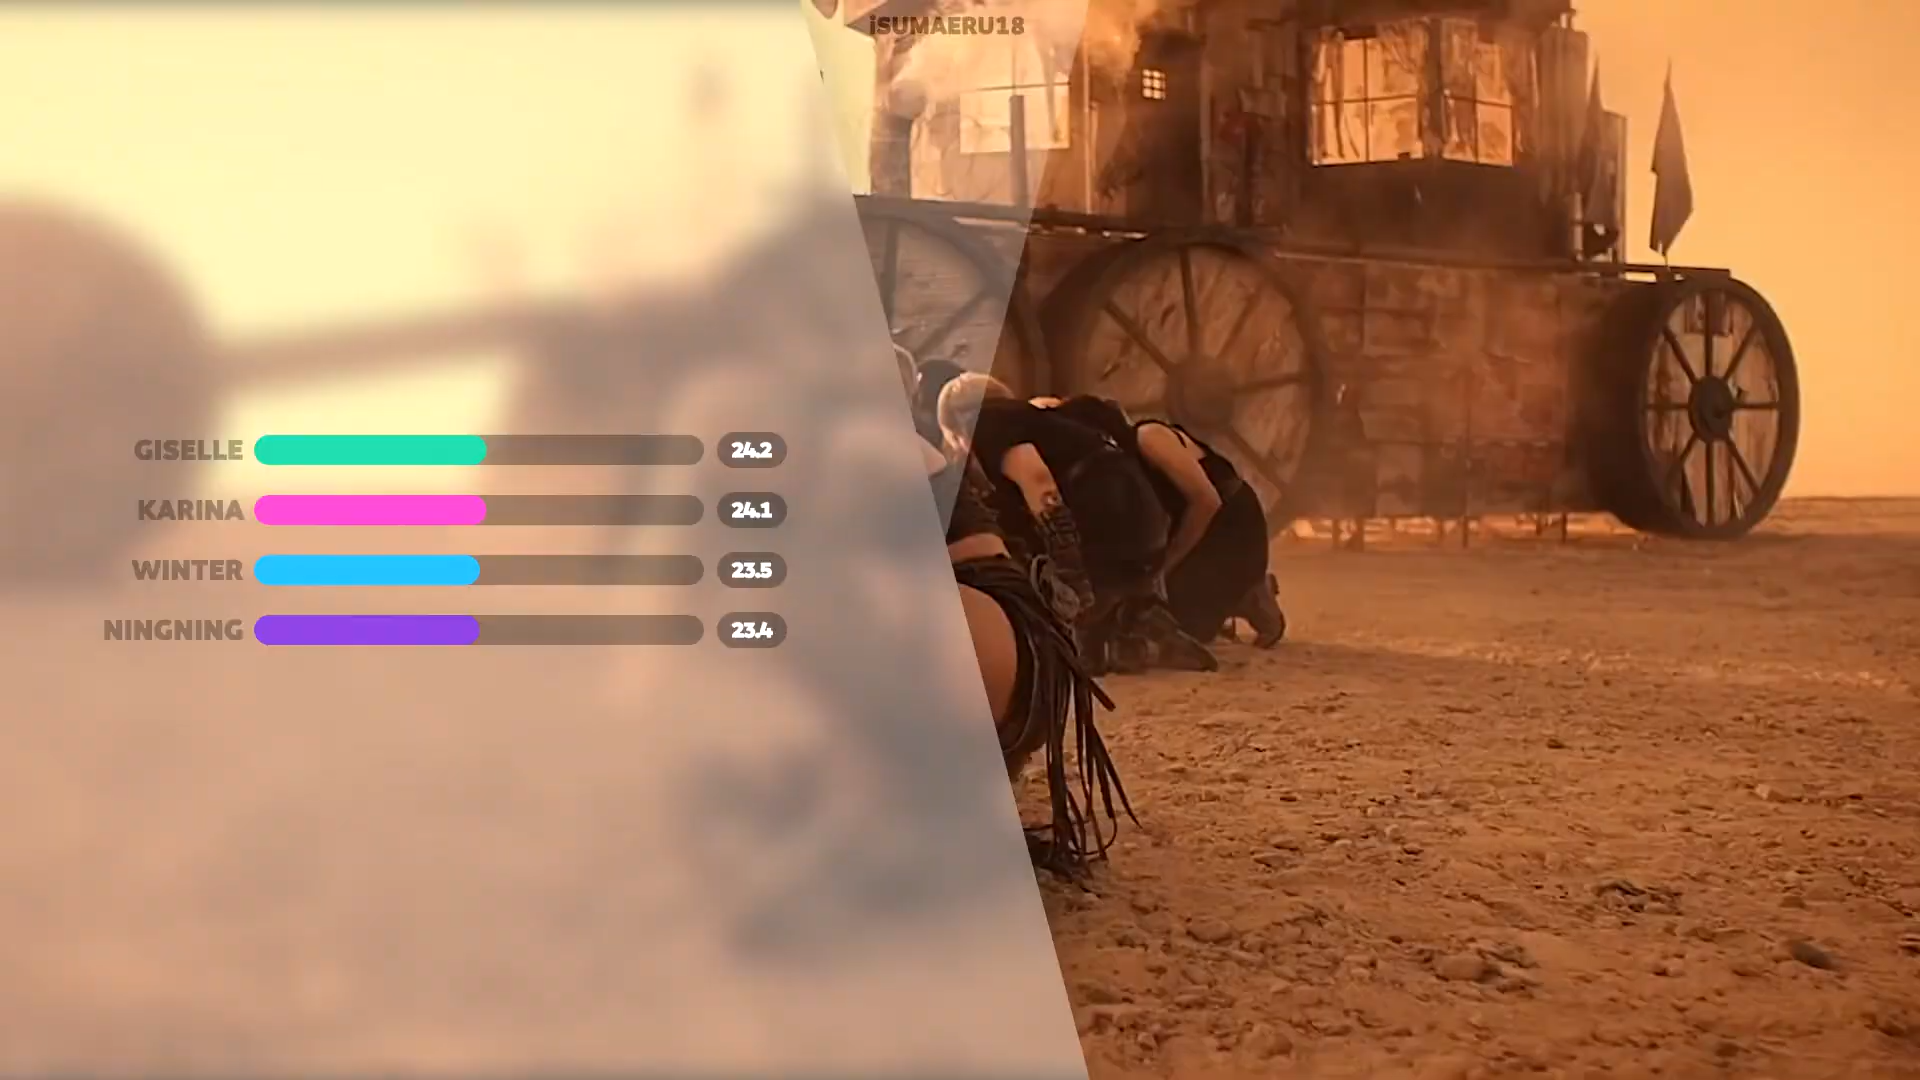 iSUMAERU18
GISELLE 24.2
KARINA 24.1
WINTER 23.5
NINGNING 23.4